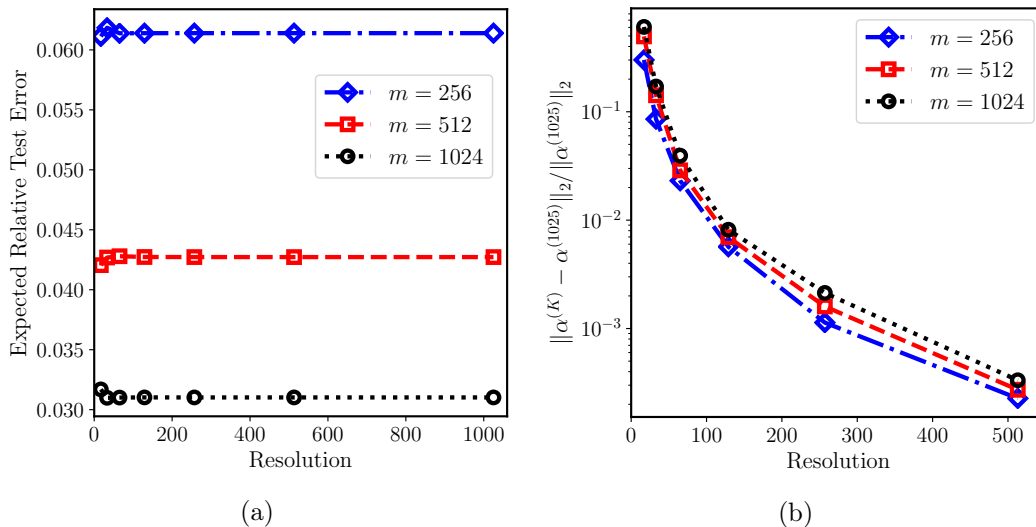 Expected Relative Test Error
0.060
0.055
0.050
0.045
0.040
0.035
0.030
m = 256
m = 512
m = 1024
0 200 400 600 800 1000
Resolution
(a)
||α^{(K)} − α^{(1025)}||_2/||α^{(1025)}||_2
10^{−1}
10^{−2}
10^{−3}
m = 256
m = 512
m = 1024
0 100 200 300 400 500
Resolution
(b)